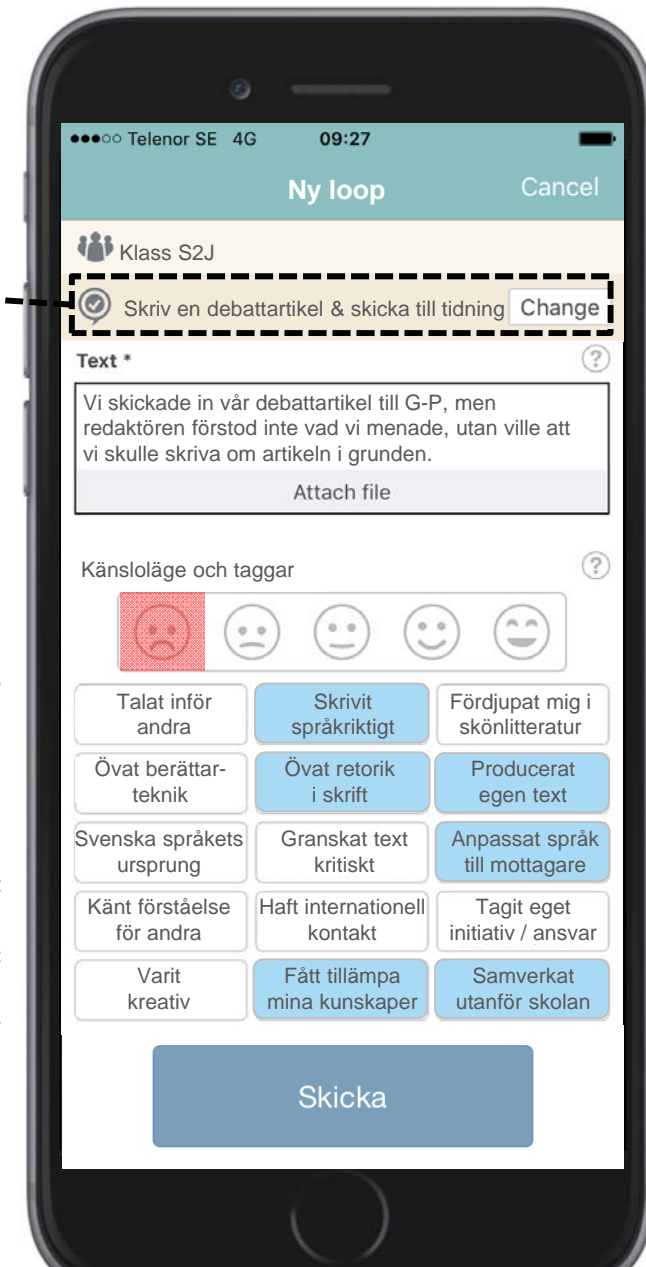 Telenor SE 4G 09:27
Ny loop Cancel
Klass S2J
Skriv en debattartikel & skicka till tidning Change
Text * ?
Vi skickade in vår debattartikel till G-P, men
redaktören förstod inte vad vi menade, utan ville att
vi skulle skriva om artikeln i grunden.
Attach file
Känsloläge och taggar ?
Talat inför
andra
Skrivit
språkriktigt
Fördjupat mig i
skönlitteratur
Övat berättar-
teknik
Övat retorik
i skrift
Producerat
egen text
Svenska språkets
ursprung
Granskat text
kritiskt
Anpassat språk
till mottagare
Känt förståelse
för andra
Haft internationell
kontakt
Tagit eget
initiativ / ansvar
Varit
kreativ
Fått tillämpa
mina kunskaper
Samverkat
utanför skolan
Skicka